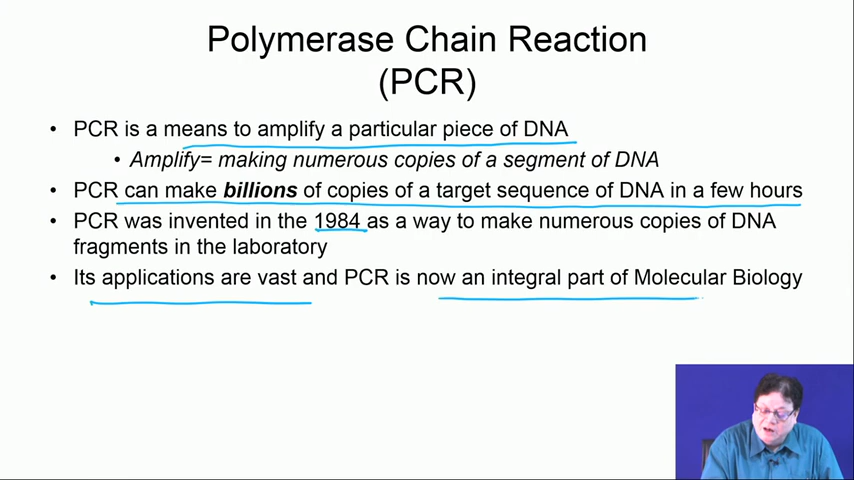 Polymerase Chain Reaction
(PCR)
• PCR is a means to amplify a particular piece of DNA
• Amplify= making numerous copies of a segment of DNA
• PCR can make billions of copies of a target sequence of DNA in a few hours
• PCR was invented in the 1984 as a way to make numerous copies of DNA
fragments in the laboratory
• Its applications are vast and PCR is now an integral part of Molecular Biology